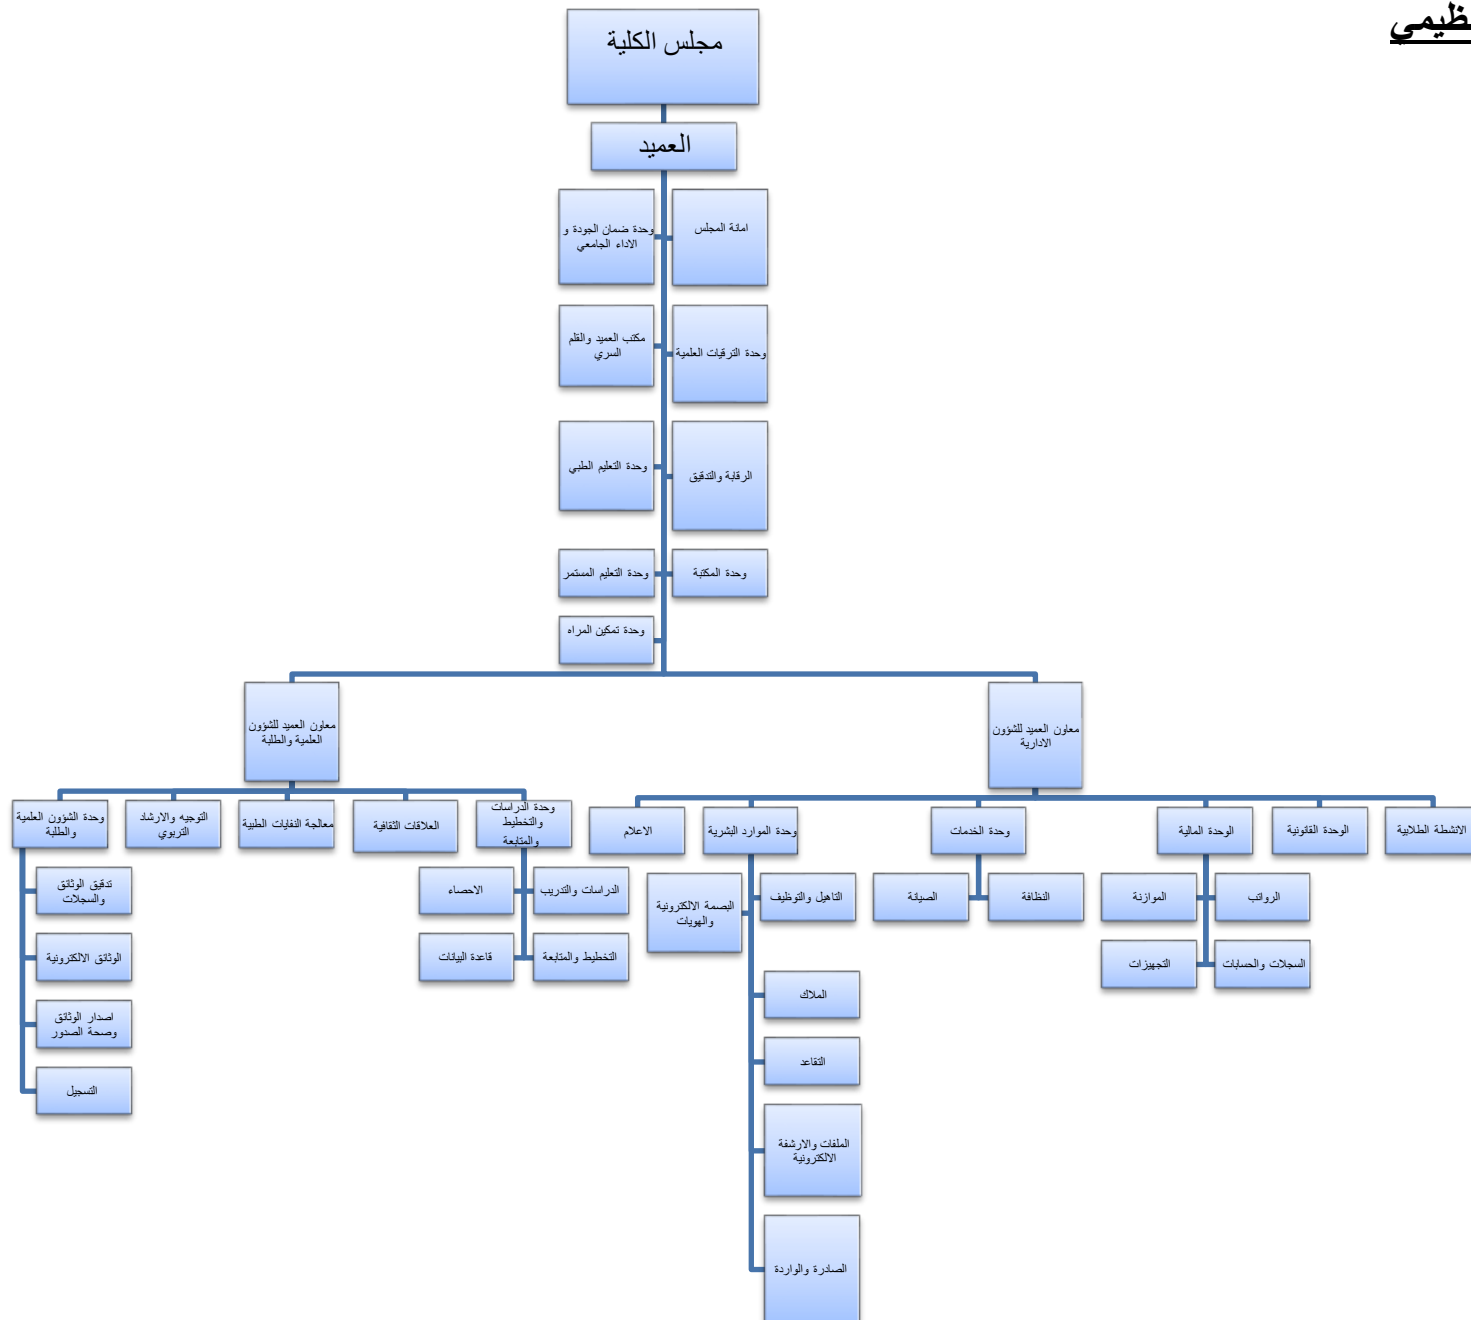 ظيمي
مجلس الكلية
العميد
امانة المجلس
وحدة ضمان الجودة و
الاداء الجامعي
وحدة الترقيات العلمية
مكتب العميد والقلم
السري
الرقابة والتدقيق
وحدة التعليم الطبي
وحدة المكتبة
وحدة التعليم المستمر
وحدة تمكين المراه
معاون العميد للشؤون
الادارية
معاون العميد للشؤون
العلمية والطلبة
الانشطة الطلابية
الوحدة القانونية
الوحدة المالية
وحدة الخدمات
وحدة الموارد البشرية
الاعلام
وحدة الدراسات
والتخطيط
والمتابعة
العلاقات الثقافية
معالجة النفايات الطبية
التوجيه والارشاد
التربوي
وحدة الشؤون العلمية
والطلبة
الرواتب
الموازنة
السجلات والحسابات
التجهيزات
النظافة
الصيانة
التاهيل والتوظيف
البصمة الالكترونية
والهويات
الملاك
التقاعد
الملفات والارشفة
الالكترونية
الصادرة والواردة
الدراسات والتدريب
الاحصاء
التخطيط والمتابعة
قاعدة البيانات
تدقيق الوثائق
والسجلات
الوثائق الالكترونية
اصدار الوثائق
وصحة الصدور
التسجيل